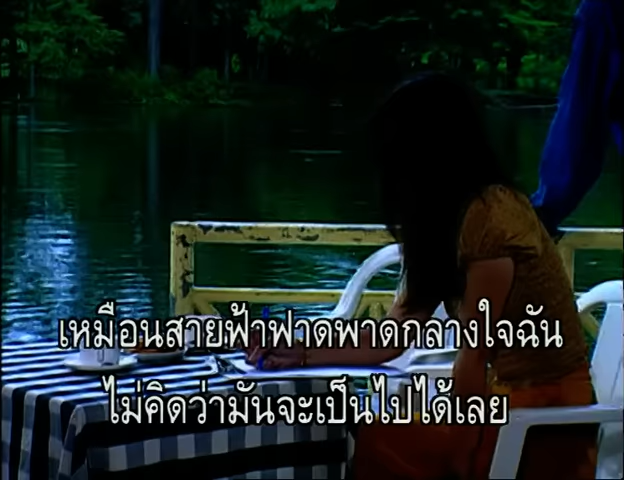 เหมือนสายฟ้าฟาดพาดกลางใจฉัน
ไม่คิดว่ามันจะเป็นไปได้เลย